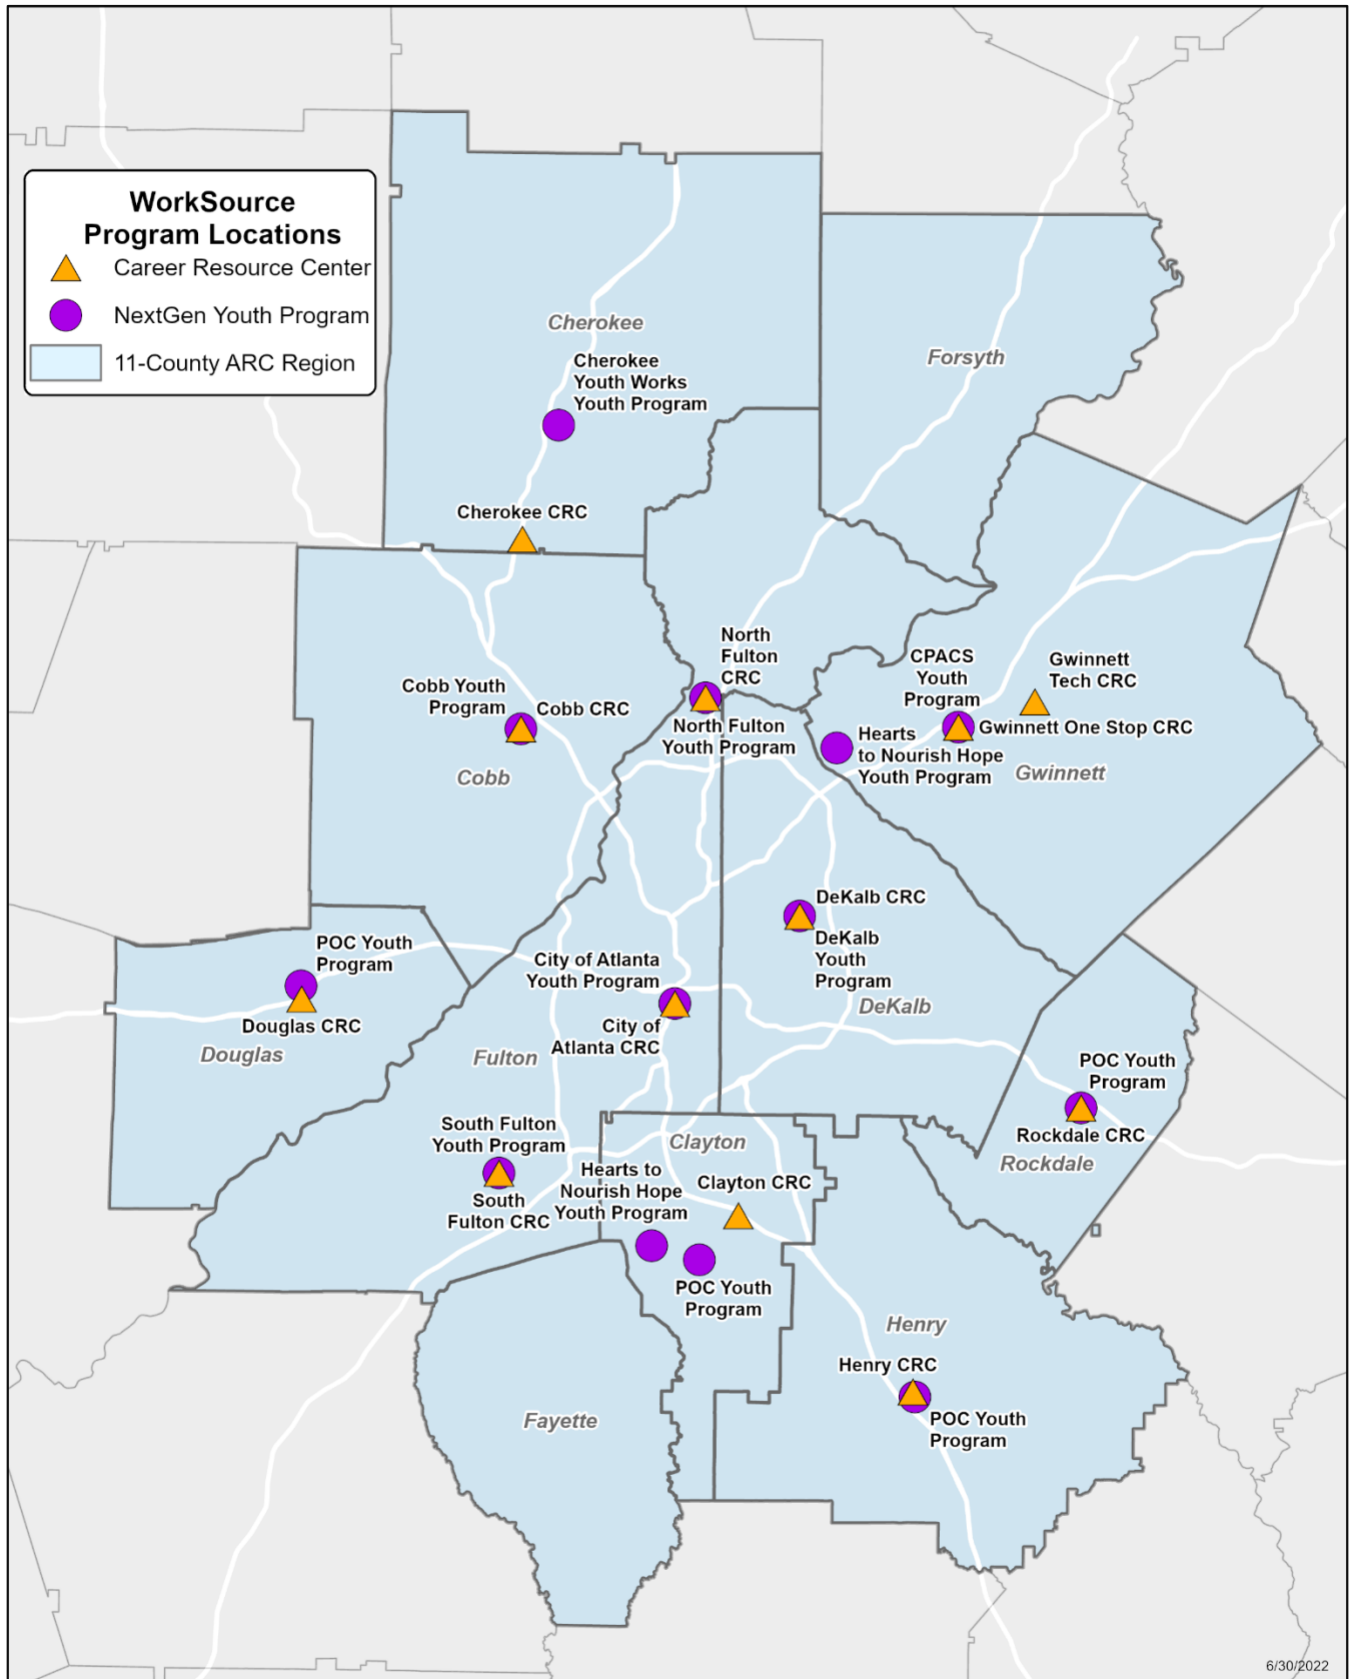 WorkSource
Program Locations
Career Resource Center
NextGen Youth Program
11-County ARC Region
Cherokee
Cherokee
Youth Works
Youth Program
Forsyth
Cherokee CRC
North
Fulton
CRC
CPACS
Youth
Program
Gwinnett
Tech CRC
Cobb Youth
Program
Cobb CRC
North Fulton
Youth Program
Gwinnett One Stop CRC
Hearts
to Nourish Hope
Youth Program
Gwinnett
Cobb
DeKalb CRC
DeKalb
Youth
Program
DeKalb
POC Youth
Program
Douglas CRC
Douglas
City of Atlanta
Youth Program
City of
Atlanta CRC
Fulton
POC Youth
Program
Rockdale CRC
Rockdale
South Fulton
Youth Program
South
Fulton CRC
Clayton
Hearts to
Nourish Hope
Youth Program
Clayton CRC
POC Youth
Program
Henry
Henry CRC
POC Youth
Program
Fayette
6/30/2022